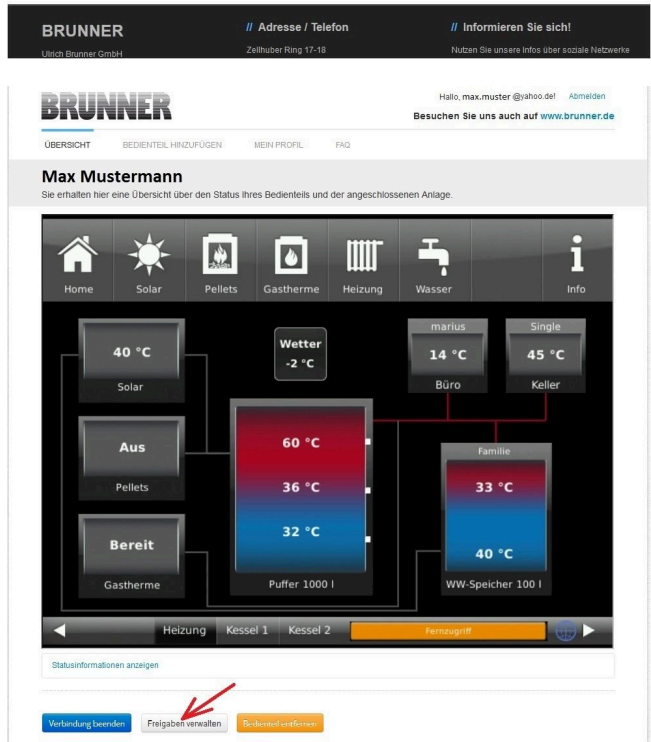 BRUNNER
Ulrich Brunner GmbH
// Adresse / Telefon
Zellhuber Ring 17-18
// Informieren Sie sich!
Nutzen Sie unsere Infos über soziale Netzwerke
BRUNNER
Hallo, max.muster @yahoo.de! Abmelden
Besuchen Sie uns auch auf www.brunner.de
ÜBERSICHT BEDIENTEIL HINZUFÜGEN MEIN PROFIL FAQ
Max Mustermann
Sie erhalten hier eine Übersicht über den Status Ihres Bedienteils und der angeschlossenen Anlage.
Home Solar Pellets Gastherme Heizung Wasser Info
40 °C
Solar
Wetter
-2 °C
marius
14 °C
Büro
Single
45 °C
Keller
Aus
Pellets
60 °C
36 °C
32 °C
Puffer 1000 l
Familie
33 °C
40 °C
WW-Speicher 100 l
Bereit
Gastherme
Heizung Kessel 1 Kessel 2 Fernzugriff
Statusinformationen anzeigen
Verbindung beenden Freigaben verwalten Bedienteil entfernen